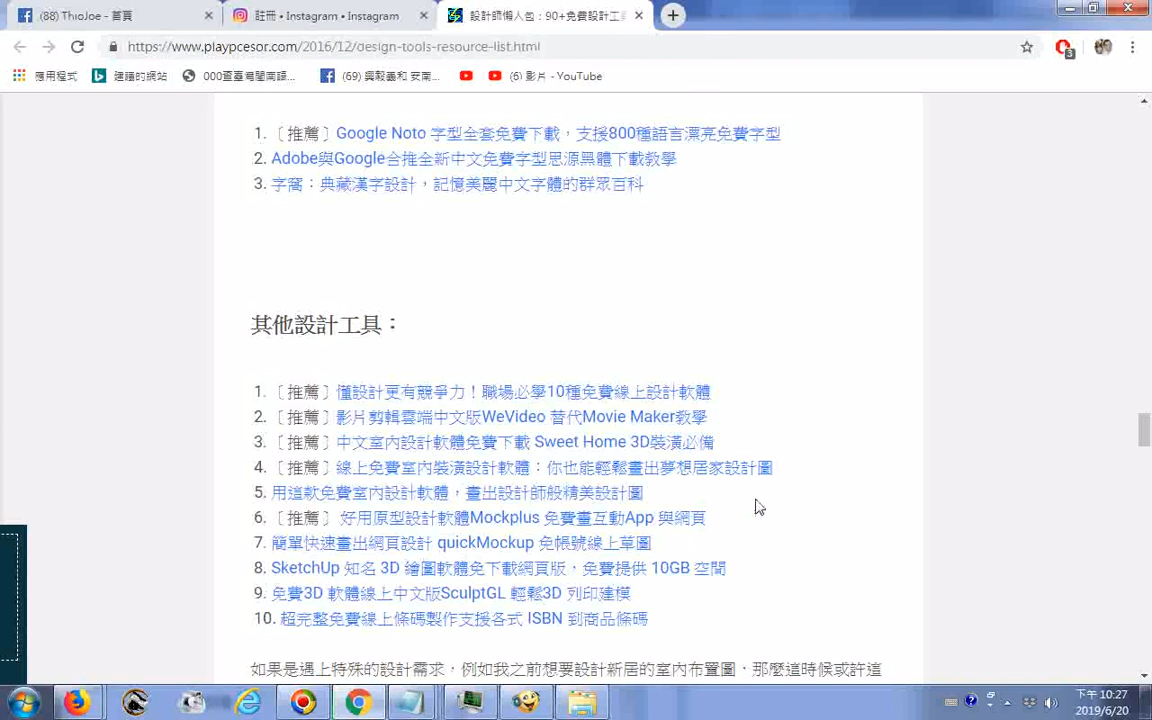 (88) ThioJoe - 首頁
註冊 • Instagram • Instagram
設計師懶人包：90+免費設計工
https://www.playpcesor.com/2016/12/design-tools-resource-list.html
3
應用程式
建議的網站
(69) 興穀義和 安南...
(6) 影片 - YouTube
1. 〔推薦〕Google Noto 字型全套免費下載，支援800種語言漂亮免費字型
2. Adobe與Google合推全新中文免費字型思源黑體下載教學
3. 字窩：典藏漢字設計，記憶美麗中文字體的群眾百科
其他設計工具：
1. 〔推薦〕懂設計更有競爭力！職場必學10種免費線上設計軟體
2. 〔推薦〕影片剪輯雲端中文版WeVideo 替代Movie Maker教學
3. 〔推薦〕中文室內設計軟體免費下載 Sweet Home 3D裝潢必備
4. 〔推薦〕線上免費室內裝潢設計軟體：你也能輕鬆畫出夢想居家設計圖
5. 用這款免費室內設計軟體，畫出設計師般精美設計圖
6. 〔推薦〕 好用原型設計軟體Mockplus 免費畫互動App 與網頁
7. 簡單快速畫出網頁設計 quickMockup 免帳號線上草圖
8. SketchUp 知名 3D 繪圖軟體免下載網頁版，免費提供 10GB 空間
9. 免費3D 軟體線上中文版SculptGL 輕鬆3D 列印建模
10. 超完整免費線上條碼製作支援各式 ISBN 到商品條碼
如果是遇上特殊的設計需求，例如我之前想要設計新居的室內布置圖，那麼這時候或許這
下午 10:27
2019/6/20